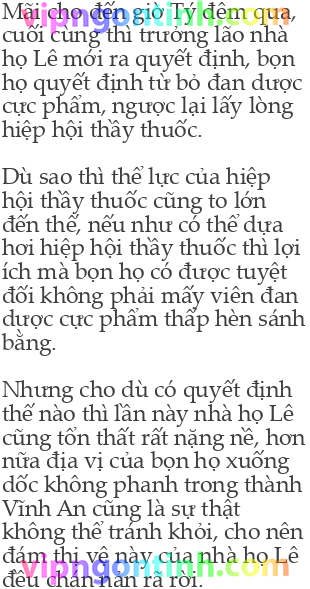 Mãi cho đến giờ Tý đêm qua,
cuối cùng thì trưởng lão nhà
họ Lê mới ra quyết định, bọn
họ quyết định từ bỏ đan dược
cực phẩm, ngược lại lấy lòng
hiệp hội thầy thuốc.

Dù sao thì thể lực của hiệp
hội thầy thuốc cũng to lớn
đến thế, nếu như có thể dựa
hơi hiệp hội thầy thuốc thì lợi
ích mà bọn họ có được tuyệt
đối không phải mấy viên đan
dược cực phẩm thấp hèn sánh
bằng.

Nhưng cho dù có quyết định
thế nào thì lần này nhà họ Lê
cũng tổn thất rất nặng nề, hơn
nữa địa vị của bọn họ xuống
dốc không phanh trong thành
Vĩnh An cũng là sự thật
không thể tránh khỏi, cho nên
đám thị vệ này của nhà họ Lê
đều chán nản rã rời.
vipngontinh.com
vipngontinh.com